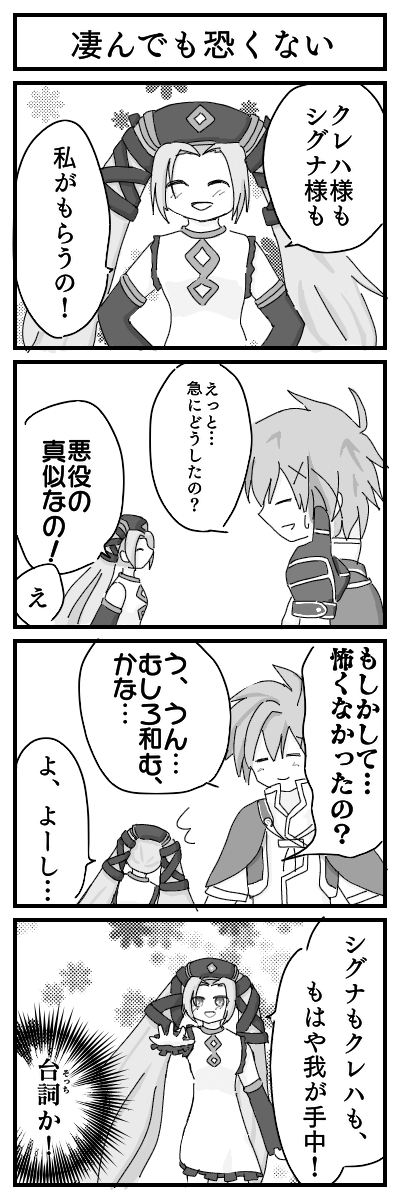 凄んでも恐くない
クレハ様も
シグナ様も
私がもらうの！
えっと…
急にどうしたの？
悪役の
真似なの！
え
もしかして…
怖くなかったの？
う、うん…
むしろ和む、
かな…
よ、よーし…
シグナもクレハも、
もはや我が手中！
台詞か！
そっち